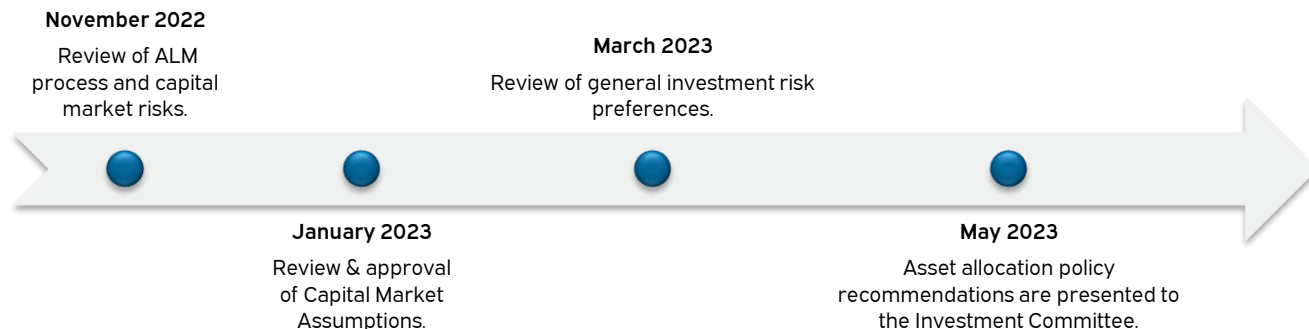 November 2022
Review of ALM
process and capital
market risks.
January 2023
Review & approval
of Capital Market
Assumptions.
March 2023
Review of general investment risk
preferences.
May 2023
Asset allocation policy
recommendations are presented to
the Investment Committee.